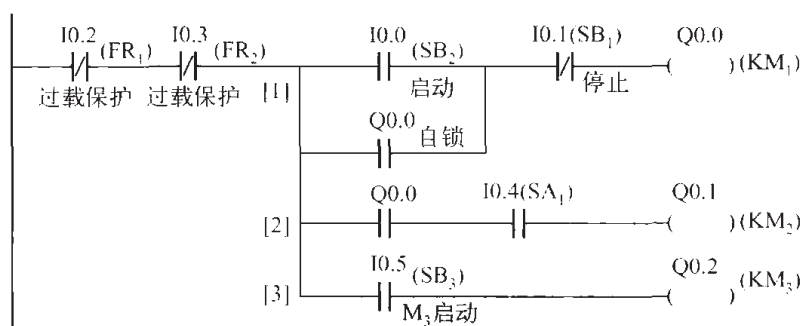 I0.2 (FR₁) I0.3 (FR₂) I0.0 (SB₂) I0.1(SB₁) Q0.0 (KM₁)
过载保护 过载保护 [1] 启动 停止
Q0.0 自锁
[2] Q0.0 I0.4(SA₁) Q0.1 (KM₂)
[3] I0.5 (SB₃) Q0.2 (KM₃)
M₃启动